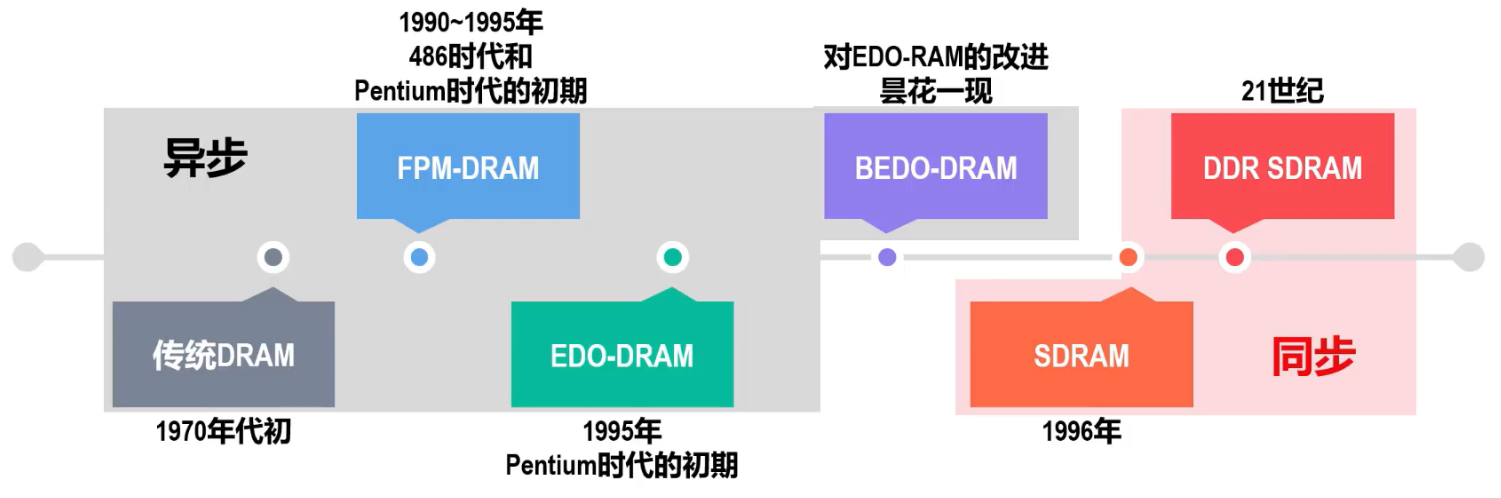 1990~1995年
486时代和
Pentium时代的初期
对EDO-RAM的改进
昙花一现
21世纪
异步
FPM-DRAM
BEDO-DRAM
DDR SDRAM
传统DRAM
EDO-DRAM
SDRAM
同步
1970年代初
1995年
Pentium时代的初期
1996年